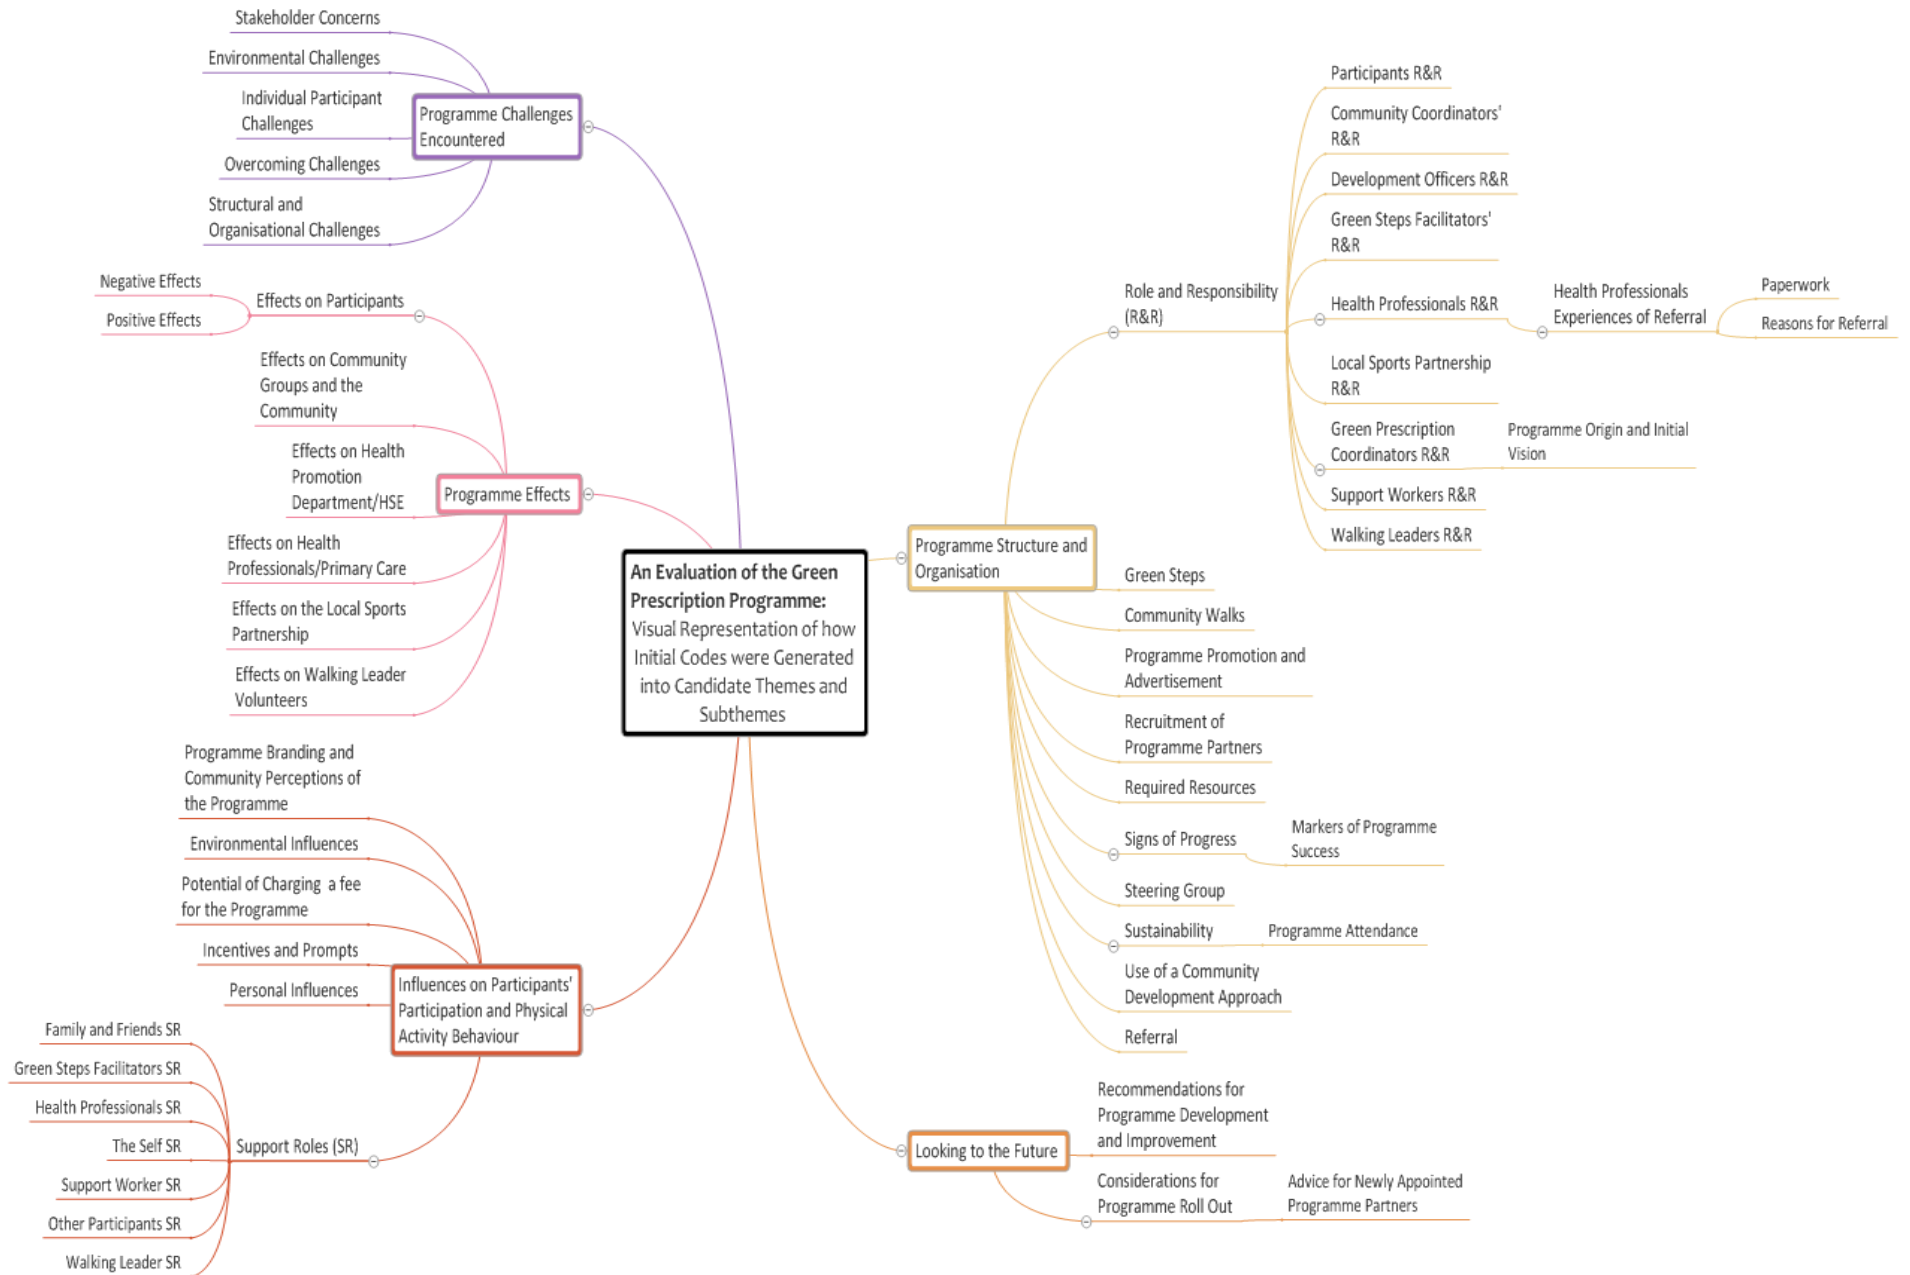 An Evaluation of the Green
Prescription Programme:
Visual Representation of how
Initial Codes were Generated
into Candidate Themes and
Subthemes
Programme Challenges
Encountered
Stakeholder Concerns
Environmental Challenges
Individual Participant
Challenges
Overcoming Challenges
Structural and
Organisational Challenges
Programme Effects
Effects on Participants
Negative Effects
Positive Effects
Effects on Community
Groups and the
Community
Effects on Health
Promotion
Department/HSE
Effects on Health
Professionals/Primary Care
Effects on the Local Sports
Partnership
Effects on Walking Leader
Volunteers
Influences on Participants'
Participation and Physical
Activity Behaviour
Programme Branding and
Community Perceptions of
the Programme
Environmental Influences
Potential of Charging a fee
for the Programme
Incentives and Prompts
Personal Influences
Support Roles (SR)
Family and Friends SR
Green Steps Facilitators SR
Health Professionals SR
The Self SR
Support Worker SR
Other Participants SR
Walking Leader SR
Programme Structure and
Organisation
Role and Responsibility
(R&R)
Participants R&R
Community Coordinators'
R&R
Development Officers R&R
Green Steps Facilitators'
R&R
Health Professionals R&R
Health Professionals
Experiences of Referral
Paperwork
Reasons for Referral
Local Sports Partnership
R&R
Green Prescription
Coordinators R&R
Programme Origin and Initial
Vision
Support Workers R&R
Walking Leaders R&R
Green Steps
Community Walks
Programme Promotion and
Advertisement
Recruitment of
Programme Partners
Required Resources
Signs of Progress
Markers of Programme
Success
Steering Group
Sustainability
Programme Attendance
Use of a Community
Development Approach
Referral
Looking to the Future
Recommendations for
Programme Development
and Improvement
Considerations for
Programme Roll Out
Advice for Newly Appointed
Programme Partners